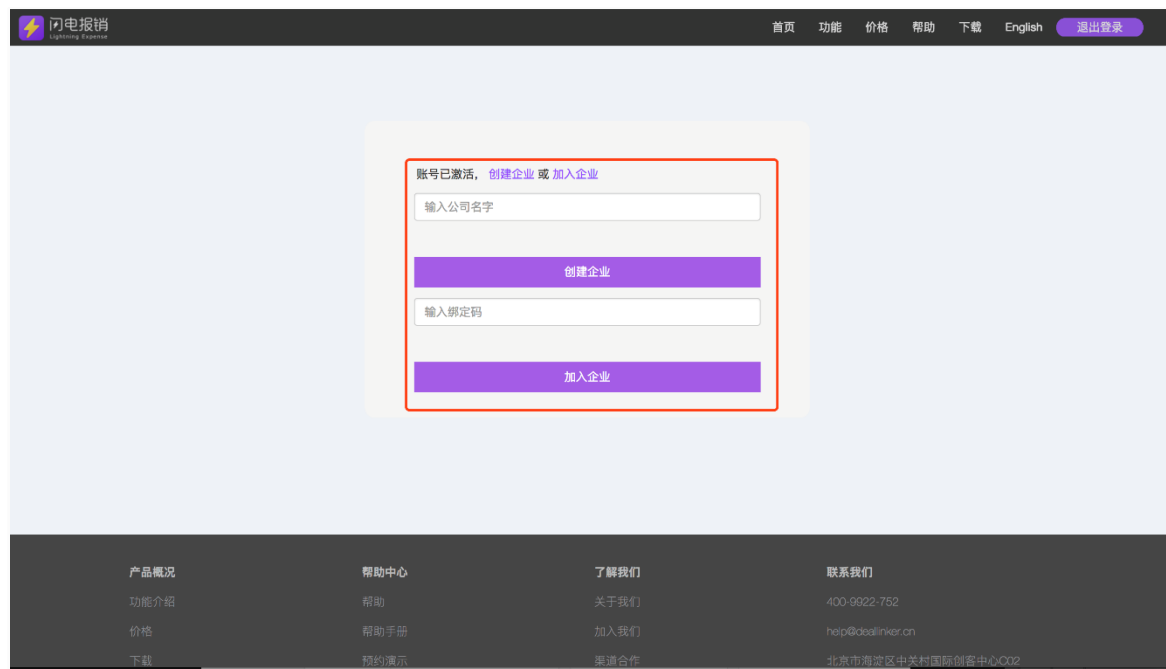 闪电报销
Lightning Expense
首页 功能 价格 帮助 下载 English 退出登录
账号已激活， 创建企业 或 加入企业
输入公司名字
创建企业
输入绑定码
加入企业
产品概况 帮助中心 了解我们 联系我们
功能介绍 帮助 关于我们 400-9922-752
价格 帮助手册 加入我们 help@deallinker.cn
下载 预约演示 渠道合作 北京市海淀区中关村国际创客中心C02